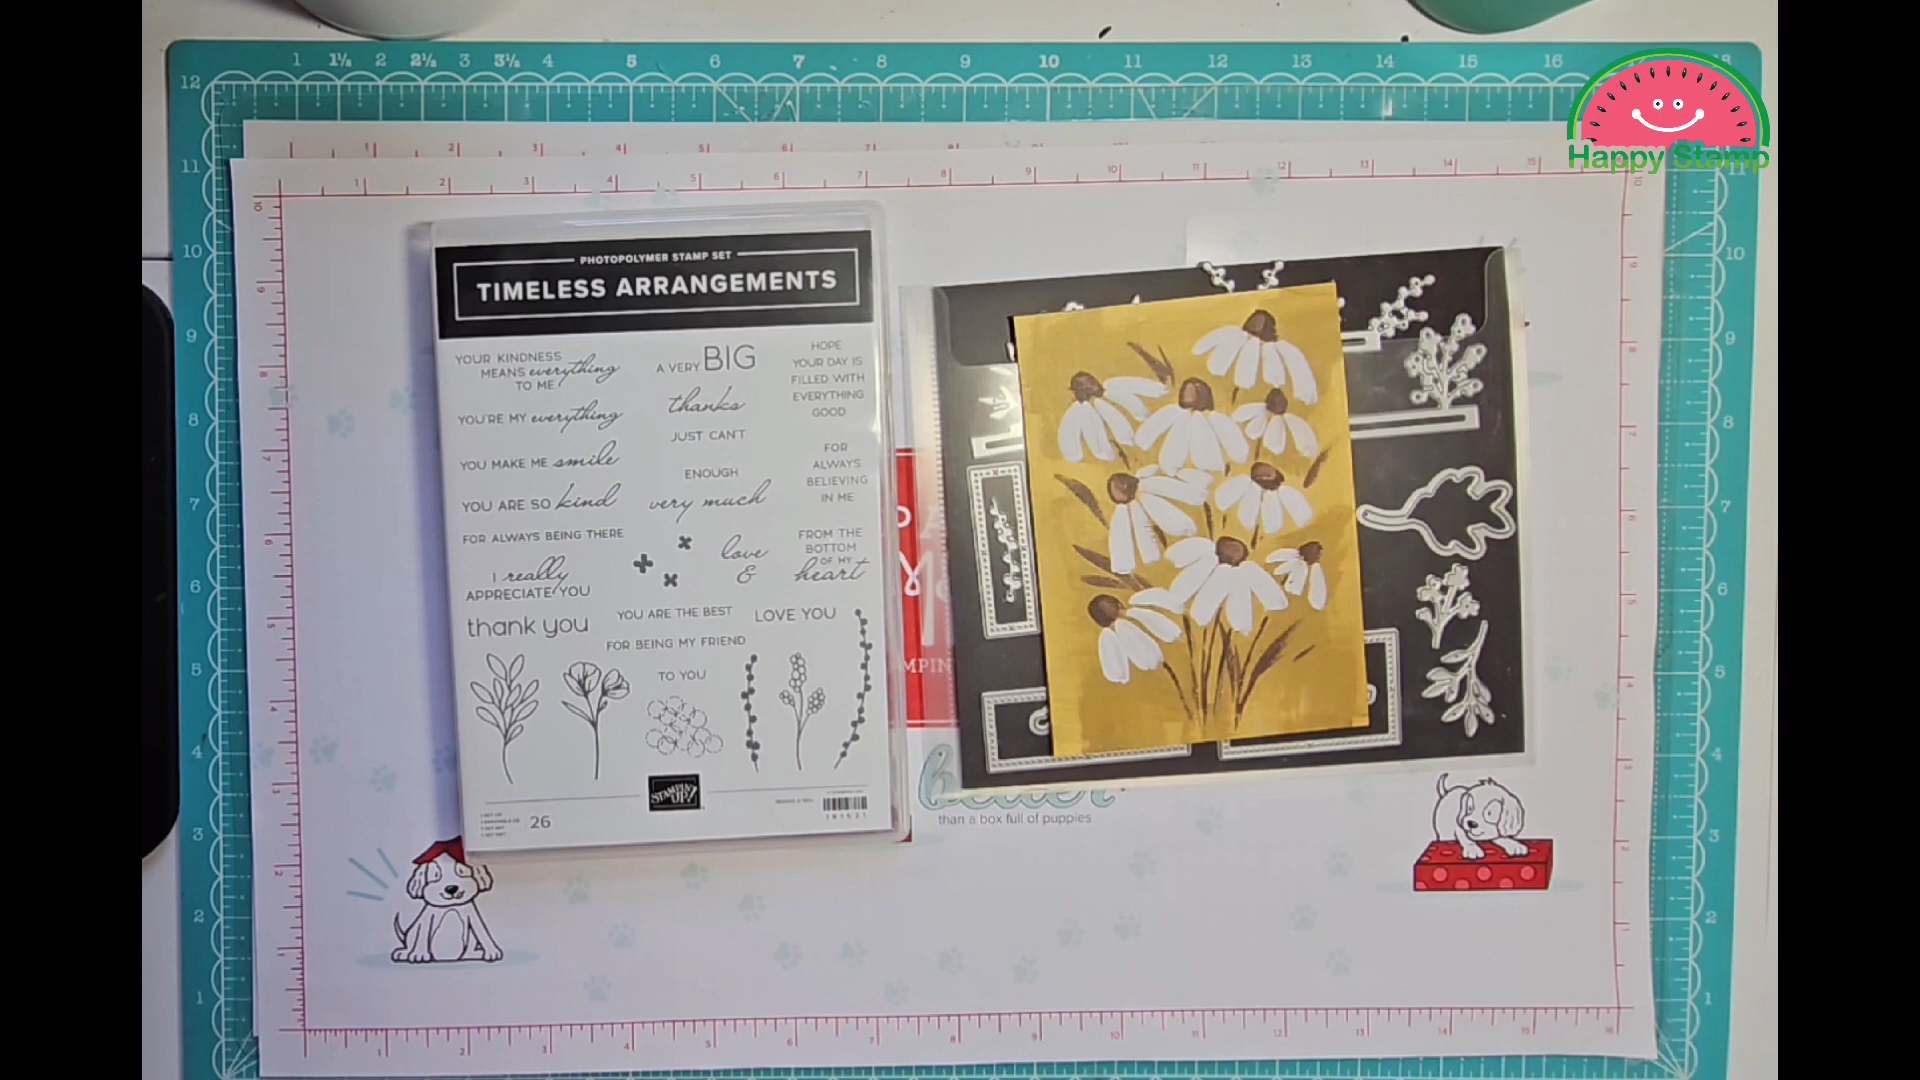 Happy Stamp
PHOTOPOLYMER STAMP SET
TIMELESS ARRANGEMENTS
YOUR KINDNESS
MEANS everything
TO ME
YOU'RE MY everything
YOU MAKE ME smile
YOU ARE SO kind
FOR ALWAYS BEING THERE
I really
APPRECIATE YOU
thank you
A VERY BIG
thanks
JUST CAN'T
ENOUGH
very much
love
&
YOU ARE THE BEST
FOR BEING MY FRIEND
TO YOU
HOPE
YOUR DAY IS
FILLED WITH
EVERYTHING
GOOD
FOR
ALWAYS
BELIEVING
IN ME
FROM THE
BOTTOM
OF MY
heart
LOVE YOU
STAMPIN' UP!
26
better
than a box full of puppies